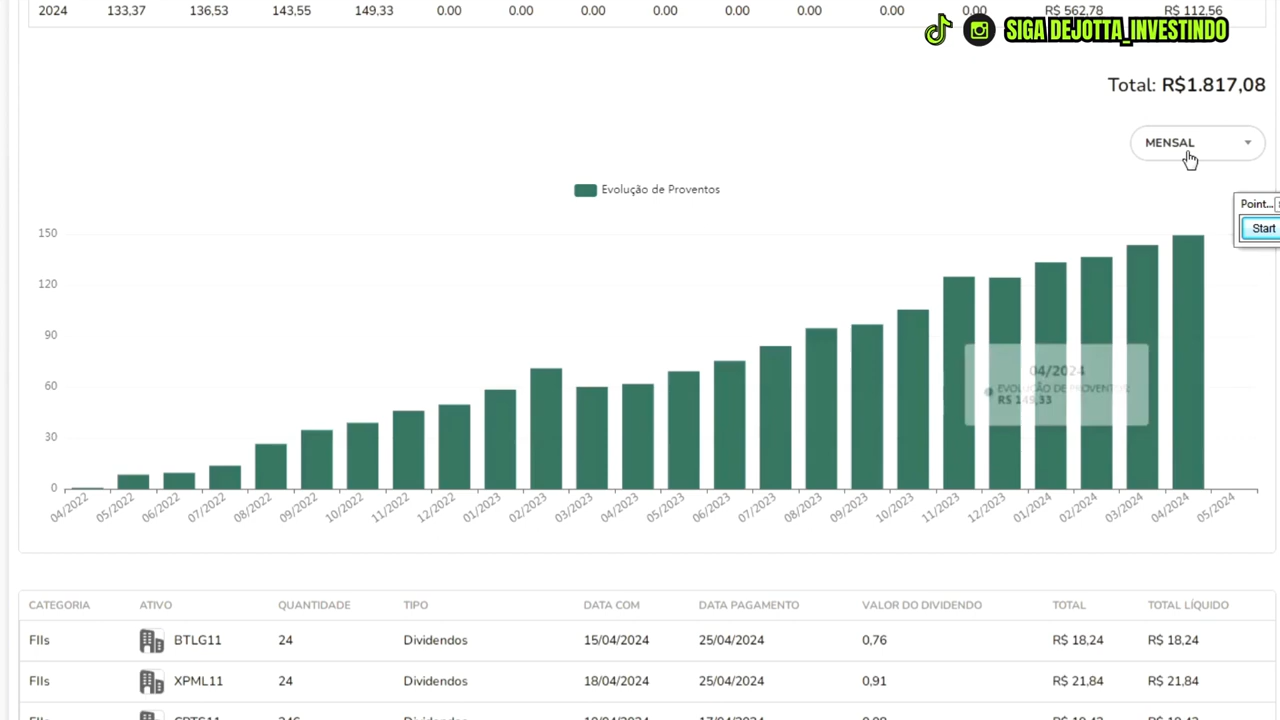 2024 133,37 136,53 143,55 149,33 0.00 0.00 0.00 0.00 0.00 0.00 0.00 0.00 R$ 562,78 R$ 112,56
SIGA DEJOTTA_INVESTINDO
Total: R$1.817,08
MENSAL
Evolução de Proventos
Point...
Start
150
120
90
60
30
0
04/2024
EVOLUÇÃO DE PROVENTOS:
R$ 149,33
04/2022 05/2022 06/2022 07/2022 08/2022 09/2022 10/2022 11/2022 12/2022 01/2023 02/2023 03/2023 04/2023 05/2023 06/2023 07/2023 08/2023 09/2023 10/2023 11/2023 12/2023 01/2024 02/2024 03/2024 04/2024 05/2024
CATEGORIA ATIVO QUANTIDADE TIPO DATA COM DATA PAGAMENTO VALOR DO DIVIDENDO TOTAL TOTAL LÍQUIDO
FIIs BTLG11 24 Dividendos 15/04/2024 25/04/2024 0,76 R$ 18,24 R$ 18,24
FIIs XPML11 24 Dividendos 18/04/2024 25/04/2024 0,91 R$ 21,84 R$ 21,84